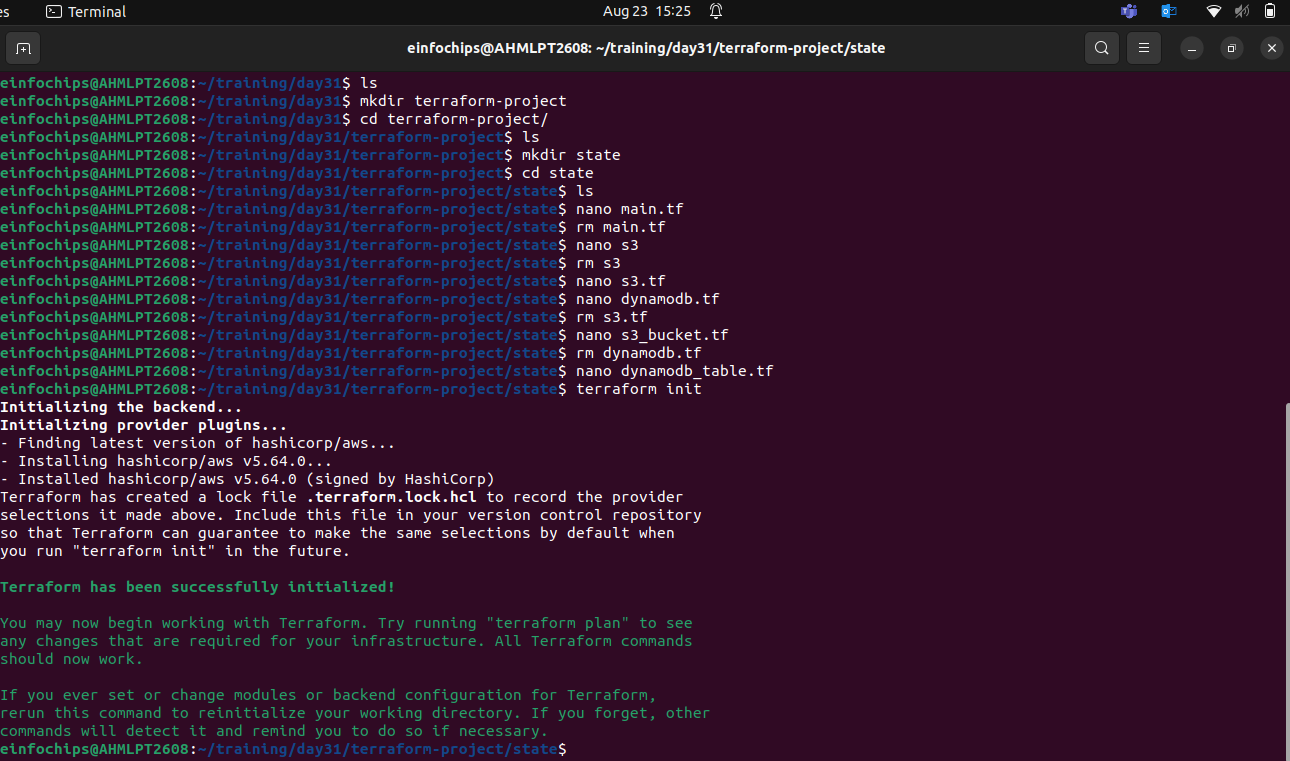 es Terminal Aug 23 15:25
einfochips@AHMLPT2608: ~/training/day31/terraform-project/state
einfochips@AHMLPT2608:~/training/day31$ ls
einfochips@AHMLPT2608:~/training/day31$ mkdir terraform-project
einfochips@AHMLPT2608:~/training/day31$ cd terraform-project/
einfochips@AHMLPT2608:~/training/day31/terraform-project$ ls
einfochips@AHMLPT2608:~/training/day31/terraform-project$ mkdir state
einfochips@AHMLPT2608:~/training/day31/terraform-project$ cd state
einfochips@AHMLPT2608:~/training/day31/terraform-project/state$ ls
einfochips@AHMLPT2608:~/training/day31/terraform-project/state$ nano main.tf
einfochips@AHMLPT2608:~/training/day31/terraform-project/state$ rm main.tf
einfochips@AHMLPT2608:~/training/day31/terraform-project/state$ nano s3
einfochips@AHMLPT2608:~/training/day31/terraform-project/state$ rm s3
einfochips@AHMLPT2608:~/training/day31/terraform-project/state$ nano s3.tf
einfochips@AHMLPT2608:~/training/day31/terraform-project/state$ nano dynamodb.tf
einfochips@AHMLPT2608:~/training/day31/terraform-project/state$ rm s3.tf
einfochips@AHMLPT2608:~/training/day31/terraform-project/state$ nano s3_bucket.tf
einfochips@AHMLPT2608:~/training/day31/terraform-project/state$ rm dynamodb.tf
einfochips@AHMLPT2608:~/training/day31/terraform-project/state$ nano dynamodb_table.tf
einfochips@AHMLPT2608:~/training/day31/terraform-project/state$ terraform init
Initializing the backend...
Initializing provider plugins...
- Finding latest version of hashicorp/aws...
- Installing hashicorp/aws v5.64.0...
- Installed hashicorp/aws v5.64.0 (signed by HashiCorp)
Terraform has created a lock file .terraform.lock.hcl to record the provider
selections it made above. Include this file in your version control repository
so that Terraform can guarantee to make the same selections by default when
you run "terraform init" in the future.
Terraform has been successfully initialized!
You may now begin working with Terraform. Try running "terraform plan" to see
any changes that are required for your infrastructure. All Terraform commands
should now work.
If you ever set or change modules or backend configuration for Terraform,
rerun this command to reinitialize your working directory. If you forget, other
commands will detect it and remind you to do so if necessary.
einfochips@AHMLPT2608:~/training/day31/terraform-project/state$